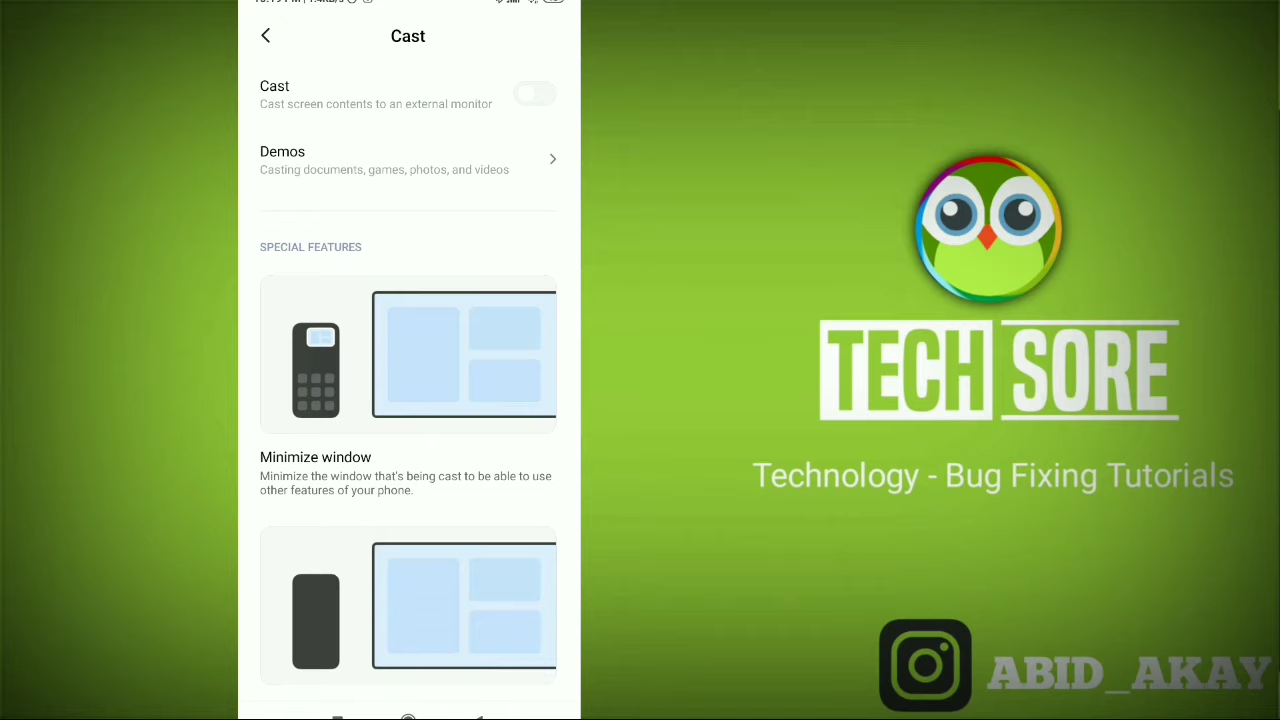 Cast
Cast
Cast screen contents to an external monitor
Demos
Casting documents, games, photos, and videos
SPECIAL FEATURES
Minimize window
Minimize the window that's being cast to be able to use
other features of your phone.
TECH SORE
Technology - Bug Fixing Tutorials
ABID_AKAY